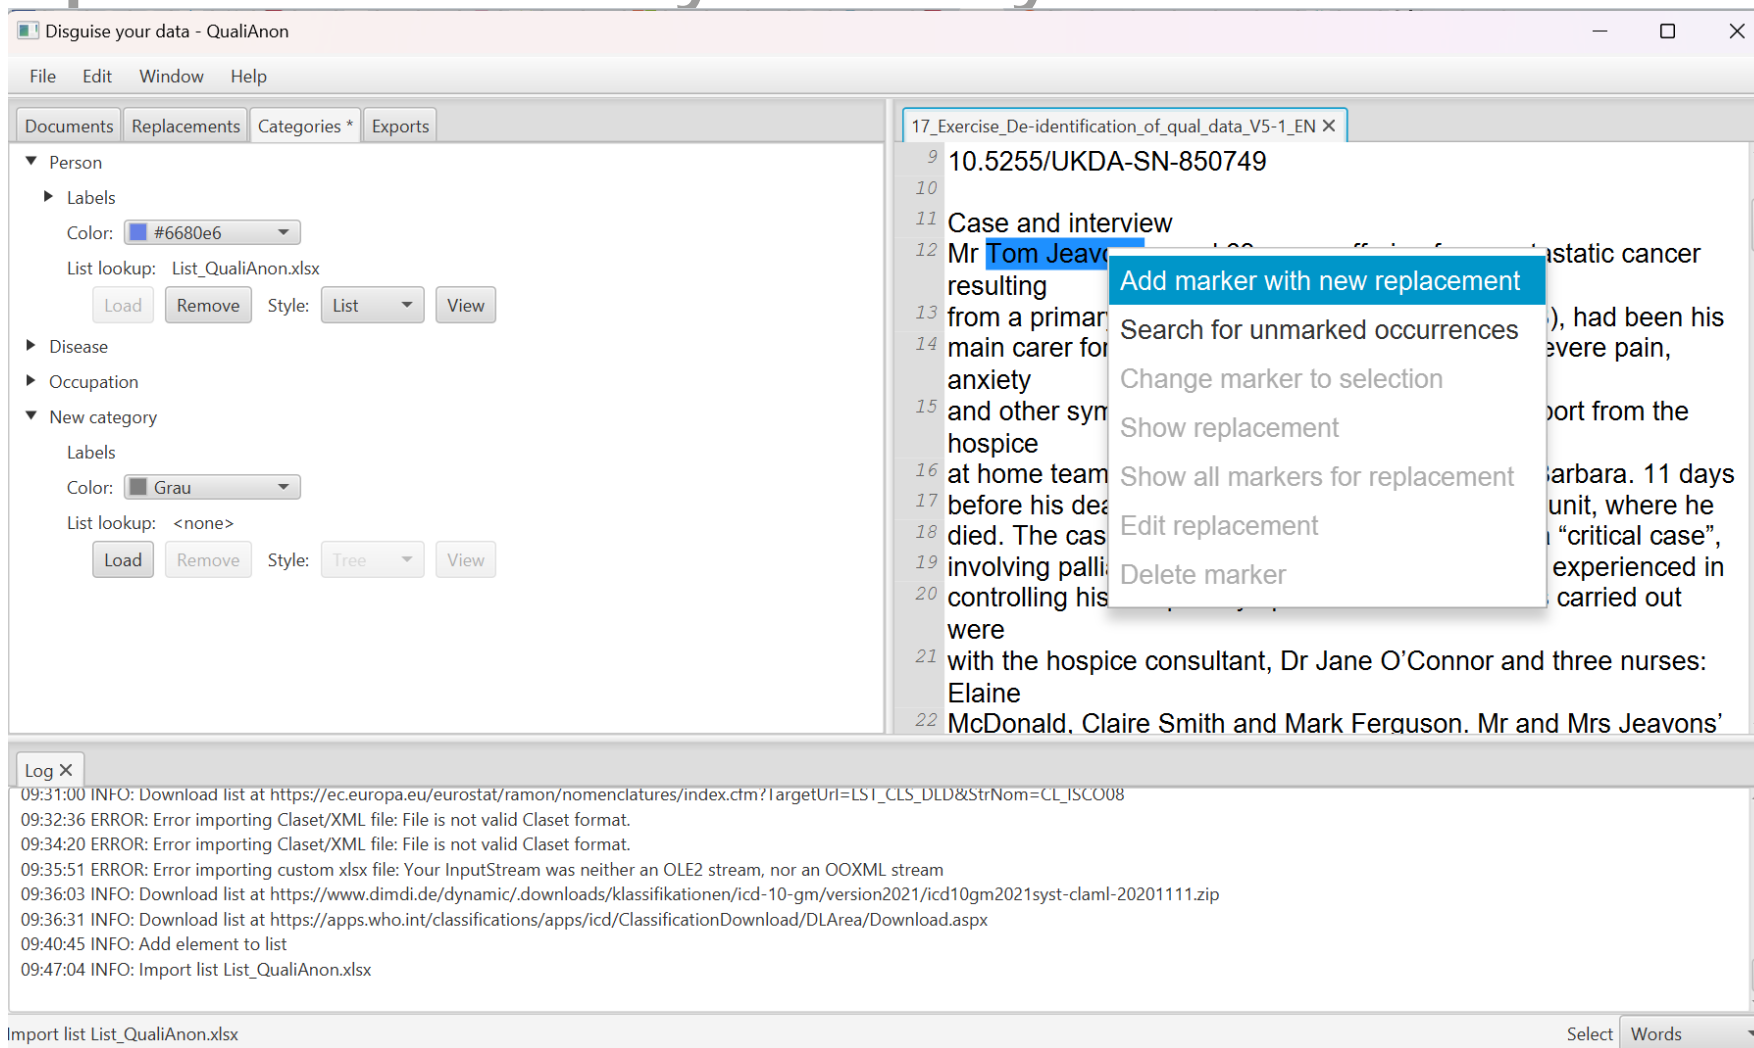 Disguise your data - QualiAnon
File Edit Window Help
Documents Replacements Categories * Exports
Person
Labels
Color: #6680e6
List lookup: List_QualiAnon.xlsx
Load Remove Style: List View
Disease
Occupation
New category
Labels
Color: Grau
List lookup: <none>
Load Remove Style: Tree View
17_Exercise_De-identification_of_qual_data_V5-1_EN
9 10.5255/UKDA-SN-850749
10
11 Case and interview
12 Mr Tom cancer
resulting
13 from a had been his
14 main carer pain,
anxiety
15 and other from the
hospice
16 at home team Barbara. 11 days
17 before his unit, where he
18 died. The “critical case”,
19 involving experienced in
20 controlling his carried out
were
21 with the hospice consultant, Dr Jane O’Connor and three nurses:
Elaine
22 McDonald, Claire Smith and Mark Ferguson. Mr and Mrs Jeavons’
Add marker with new replacement
Search for unmarked occurrences
Change marker to selection
Show replacement
Show all markers for replacement
Edit replacement
Delete marker
Log
09:31:00 INFO: Download list at https://ec.europa.eu/eurostat/ramon/nomenclatures/index.cfm?TargetUrl=LST_CLS_DLD&StrNom=CL_ISCO08
09:32:36 ERROR: Error importing Claset/XML file: File is not valid Claset format.
09:34:20 ERROR: Error importing Claset/XML file: File is not valid Claset format.
09:35:51 ERROR: Error importing custom xlsx file: Your InputStream was neither an OLE2 stream, nor an OOXML stream
09:36:03 INFO: Download list at https://www.dimdi.de/dynamic/.downloads/klassifikationen/icd-10-gm/version2021/icd10gm2021syst-claml-20201111.zip
09:36:31 INFO: Download list at https://apps.who.int/classifications/apps/icd/ClassificationDownload/DLArea/Download.aspx
09:40:45 INFO: Add element to list
09:47:04 INFO: Import list List_QualiAnon.xlsx
Import list List_QualiAnon.xlsx
Select Words